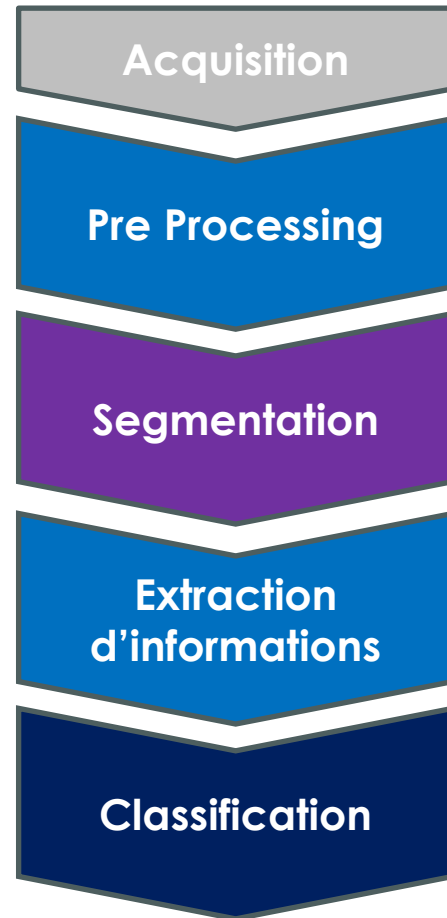 Acquisition
Pre Processing
Segmentation
Extraction
d’informations
Classification